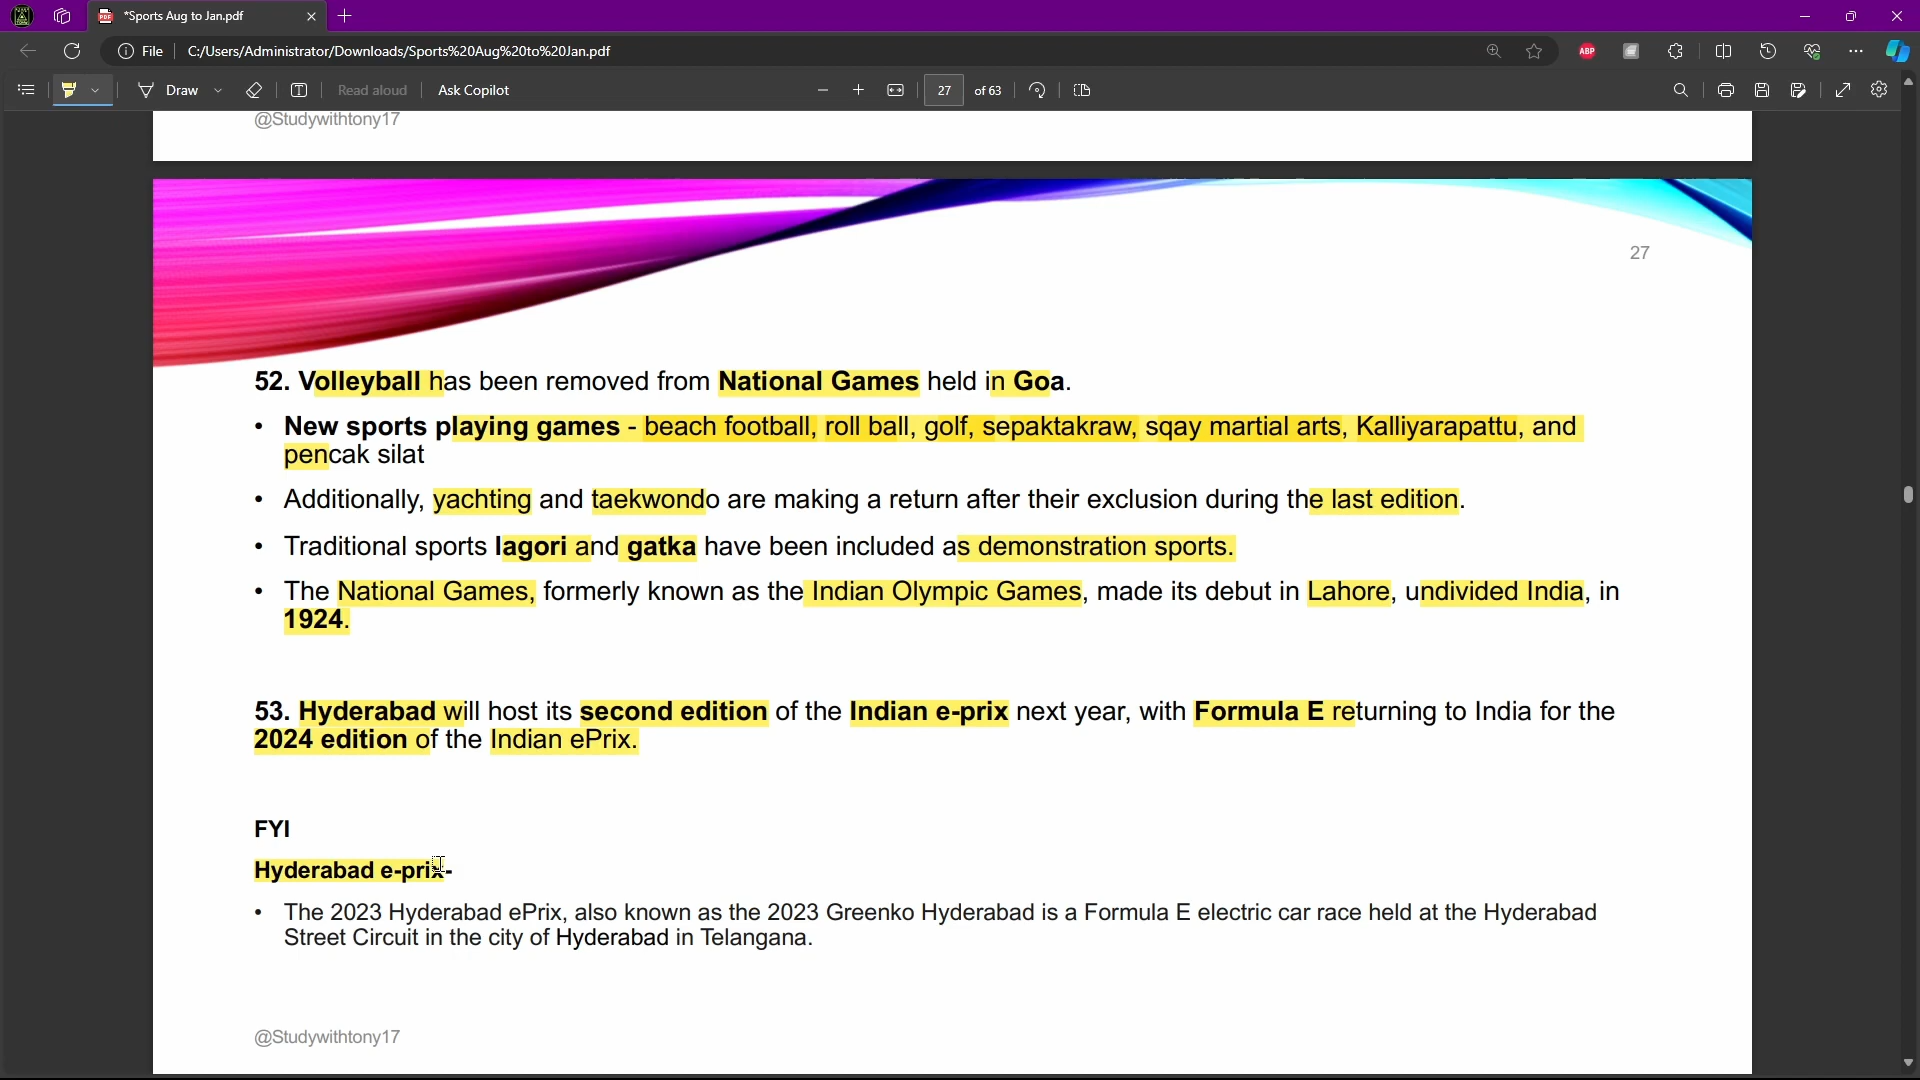 *Sports Aug to Jan.pdf
File C:/Users/Administrator/Downloads/Sports%20Aug%20to%20Jan.pdf
ABP
Draw Read aloud Ask Copilot 27 of 63
@Studywithtony17
27
52. Volleyball has been removed from National Games held in Goa.
• New sports playing games - beach football, roll ball, golf, sepaktakraw, sqay martial arts, Kalliyarapattu, and
pencak silat
• Additionally, yachting and taekwondo are making a return after their exclusion during the last edition.
• Traditional sports lagori and gatka have been included as demonstration sports.
• The National Games, formerly known as the Indian Olympic Games, made its debut in Lahore, undivided India, in
1924.
53. Hyderabad will host its second edition of the Indian e-prix next year, with Formula E returning to India for the
2024 edition of the Indian ePrix.
FYI
Hyderabad e-prix-
• The 2023 Hyderabad ePrix, also known as the 2023 Greenko Hyderabad is a Formula E electric car race held at the Hyderabad
Street Circuit in the city of Hyderabad in Telangana.
@Studywithtony17